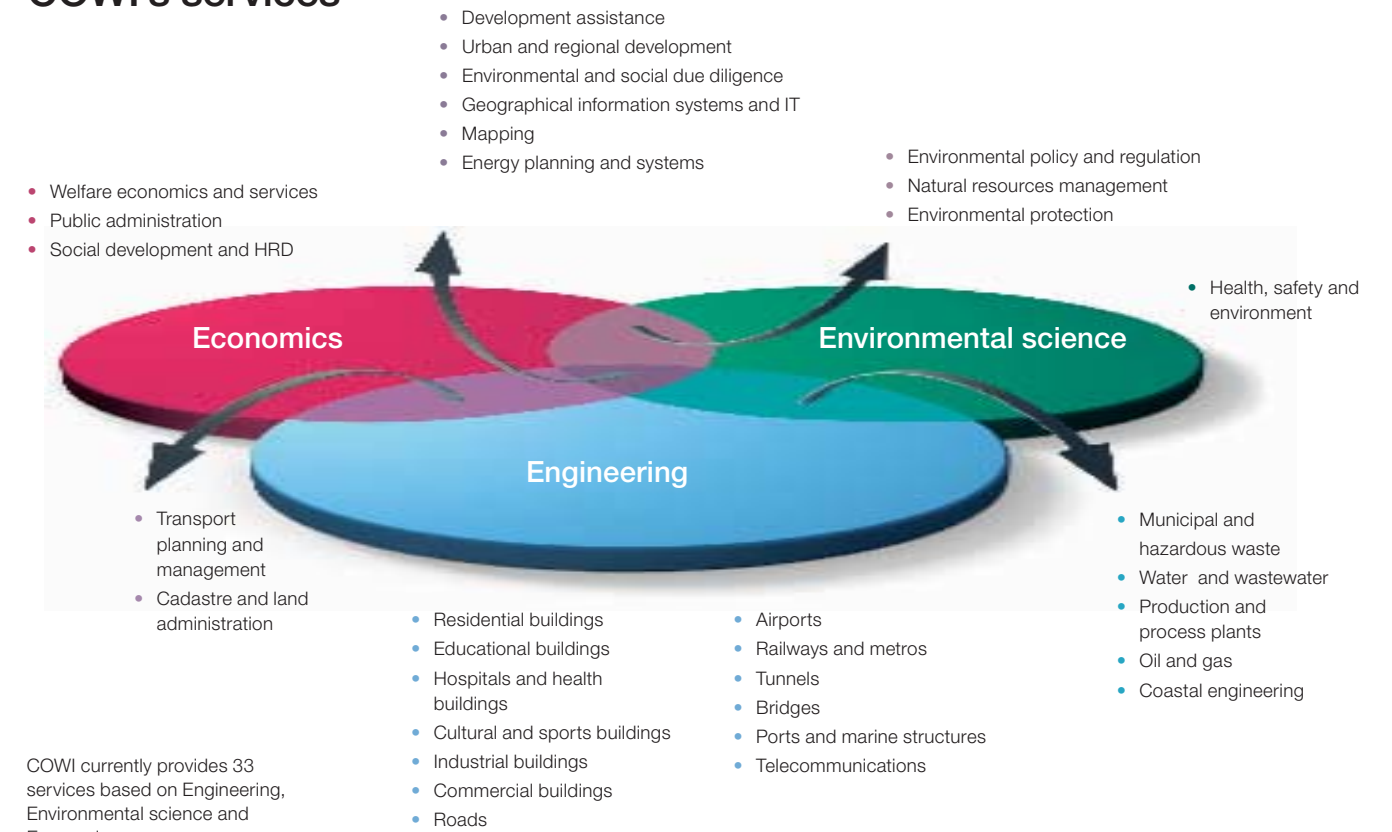 COWI's services
• Development assistance
• Urban and regional development
• Environmental and social due diligence
• Geographical information systems and IT
• Mapping
• Energy planning and systems
• Environmental policy and regulation
• Natural resources management
• Environmental protection
• Welfare economics and services
• Public administration
• Social development and HRD
• Health, safety and
environment
Economics
Environmental science
Engineering
• Transport
planning and
management
• Cadastre and land
administration
• Municipal and
hazardous waste
• Water and wastewater
• Production and
process plants
• Oil and gas
• Coastal engineering
• Residential buildings
• Educational buildings
• Hospitals and health
buildings
• Cultural and sports buildings
• Industrial buildings
• Commercial buildings
• Roads
• Airports
• Railways and metros
• Tunnels
• Bridges
• Ports and marine structures
• Telecommunications
COWI currently provides 33
services based on Engineering,
Environmental science and